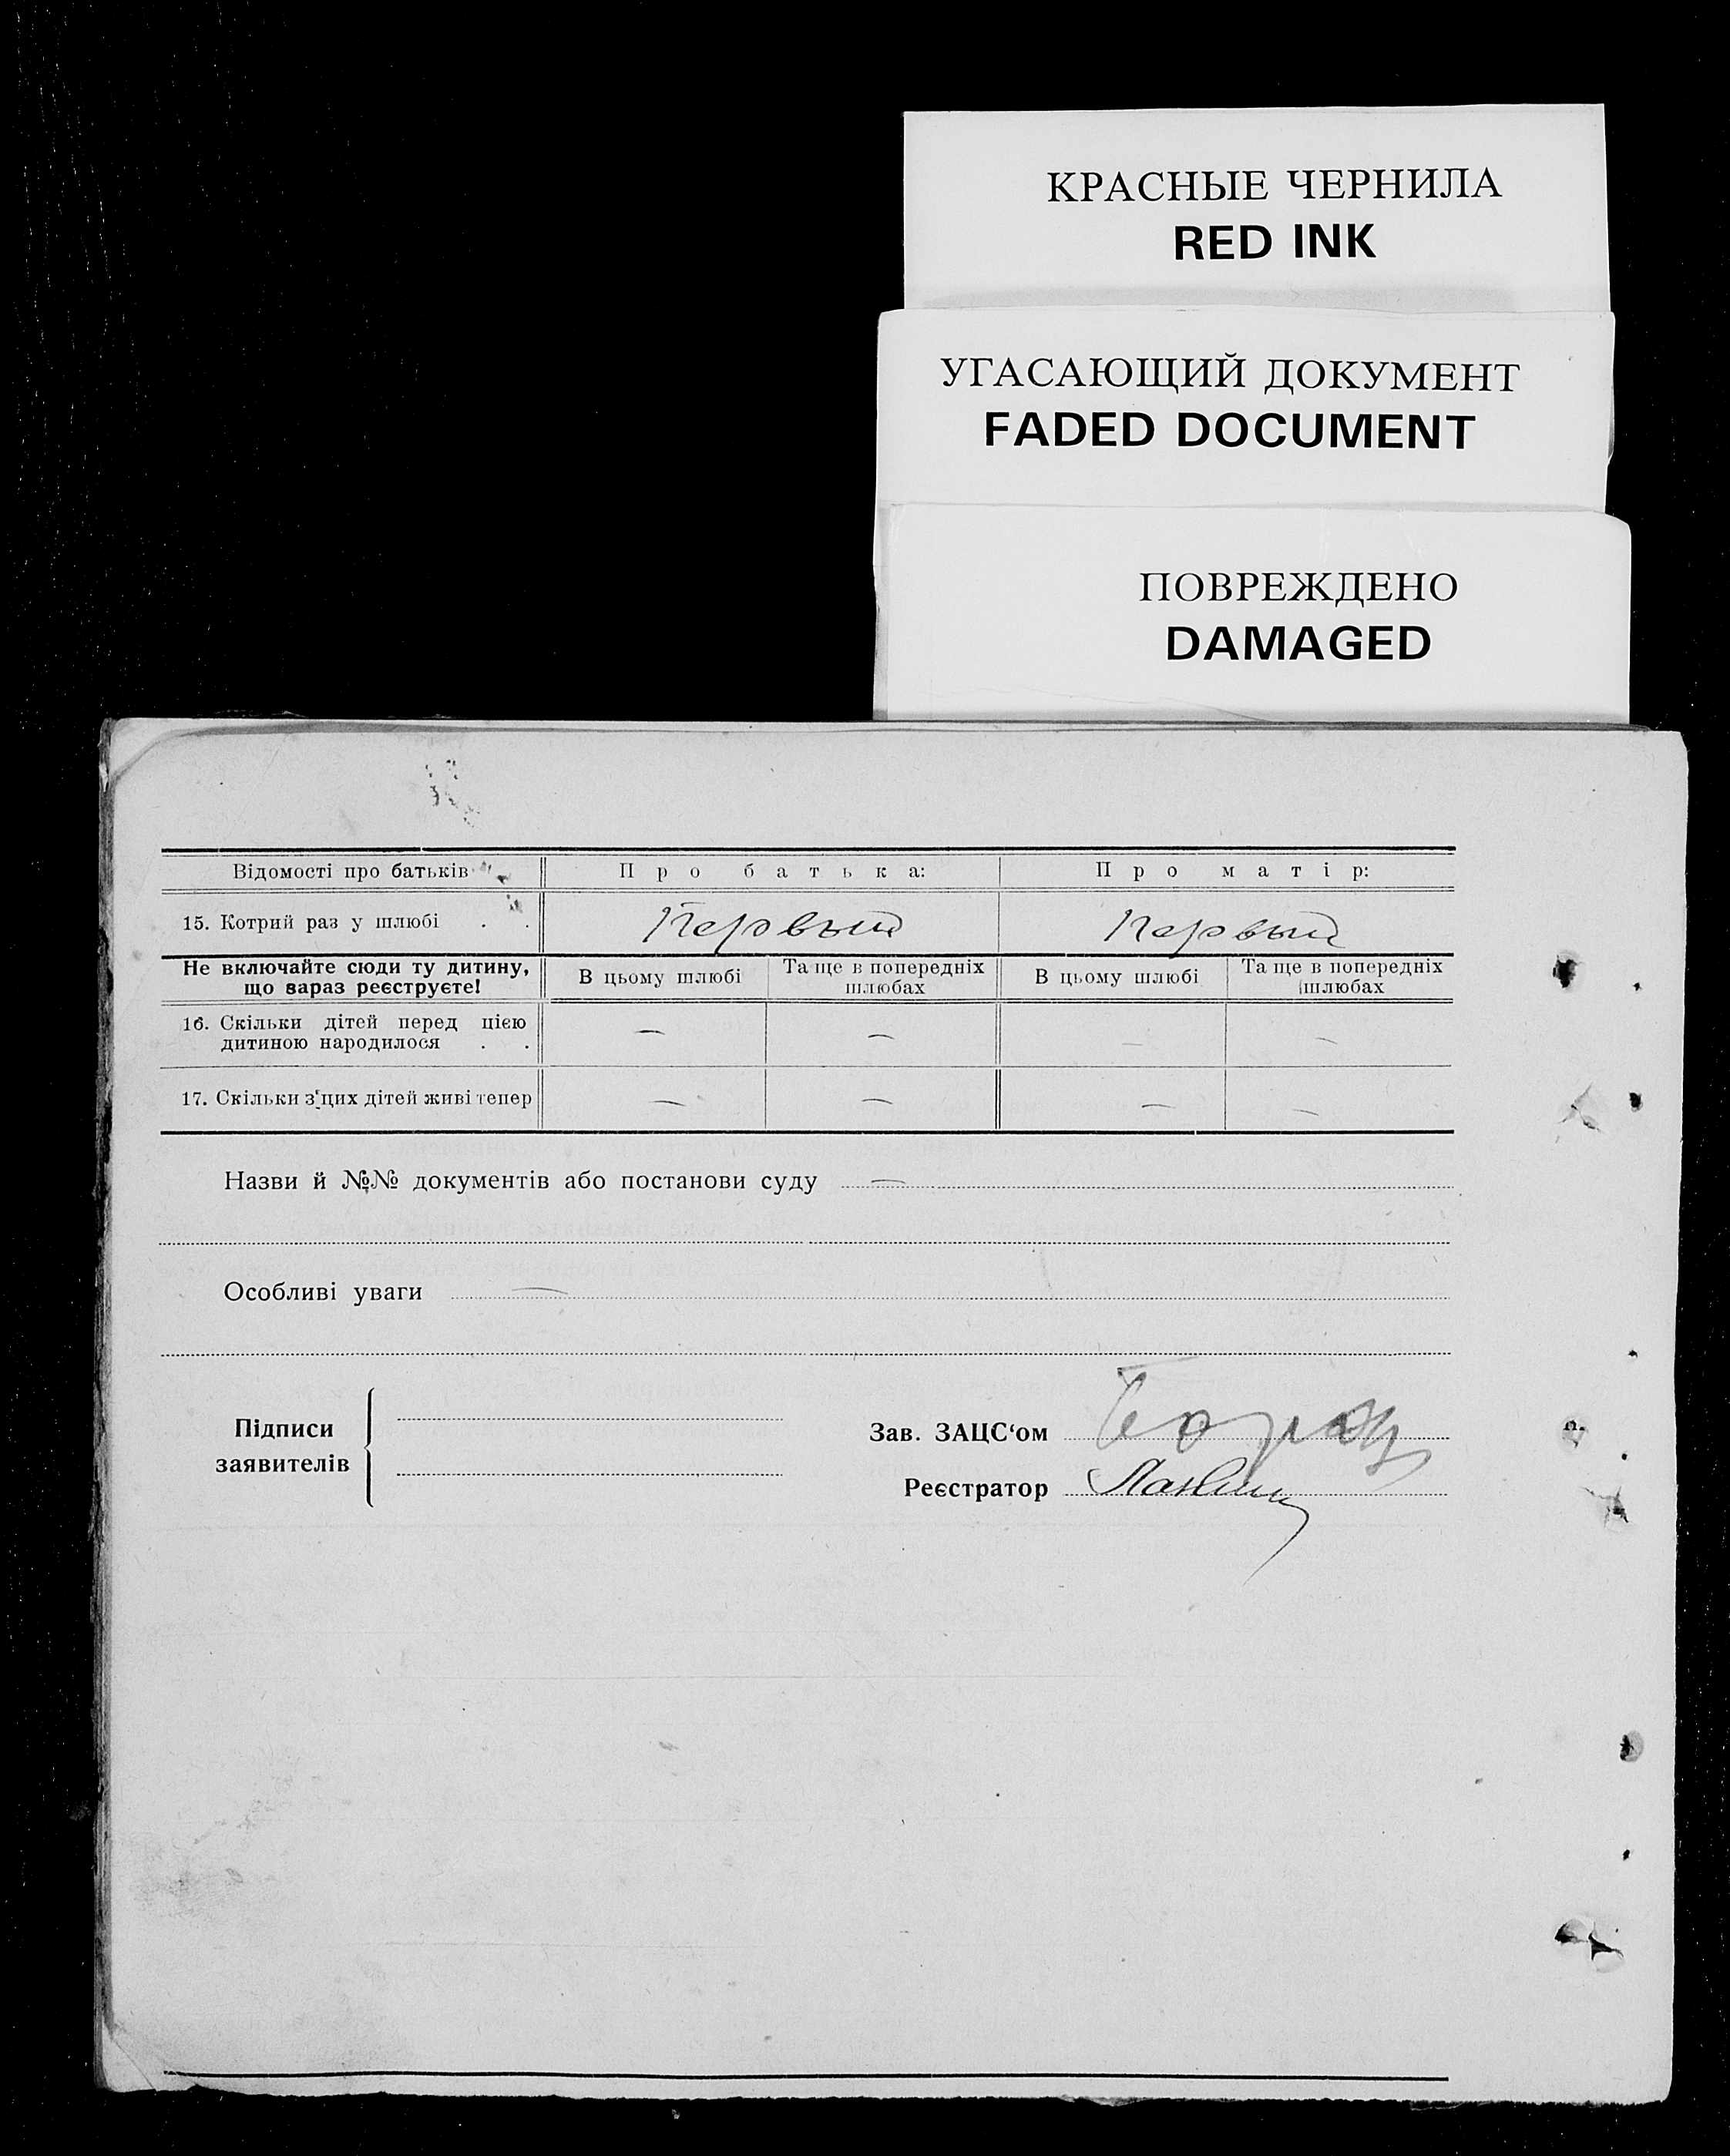 КРАСНЫЕ ЧЕРНИЛА
RED INK
УГАСАЮЩИЙ ДОКУМЕНТ
FADED DOCUMENT
ПОВРЕЖДЕНО
DAMAGED
Відомості про батьків Про батька: Про матір:
15. Котрий раз у шлюбі . . Первый Первый
Не включайте сюди ту дитину, що вараз реєструєте! В цьому шлюбі Та ще в попередніх шлюбах В цьому шлюбі Та ще в попередніх шлюбах
16. Скільки дітей перед цією дитиною народилося . . — — — —
17. Скільки з'цих дітей живі тепер — — — —
Назви й №№ документів або постанови суду —
Особливі уваги —
Підписи заявителів
Зав. ЗАЦС‘ом
Реєстратор